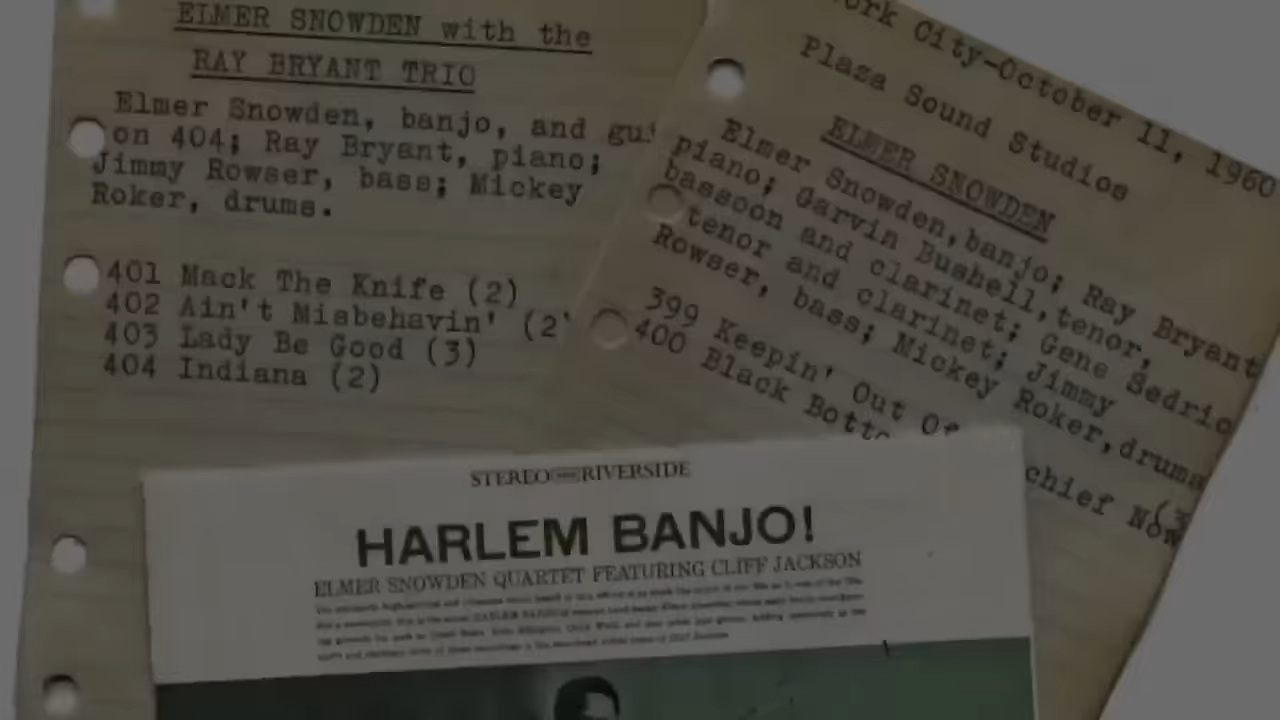 ELMER SNOWDEN with the
RAY BRYANT TRIO
Elmer Snowden, banjo, and gui
on 404; Ray Bryant, piano;
Jimmy Rowser, bass; Mickey
Roker, drums.
401 Mack The Knife (2)
402 Ain't Misbehavin' (2)
403 Lady Be Good (3)
404 Indiana (2)
ork City-October 11, 1960
Plaza Sound Studios
ELMER SNOWDEN
Elmer Snowden, banjo; Ray Bryant
piano; Garvin Bushell, tenor,
bassoon and clarinet; Gene Sedric
tenor and clarinet; Jimmy
Rowser, bass; Mickey Roker, drums
399 Keepin' Out Of chief Now
400 Black Botto (3
STEREO RIVERSIDE
HARLEM BANJO!
ELMER SNOWDEN QUARTET FEATURING CLIFF JACKSON